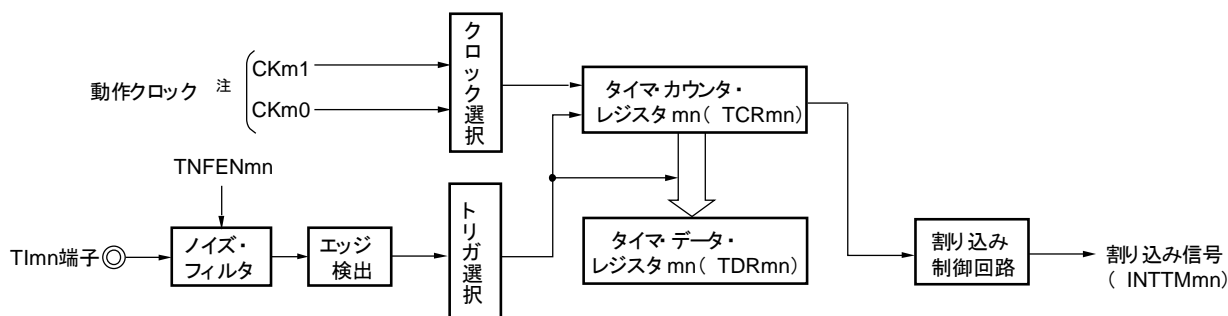 動作クロック 注
CKm1
CKm0
クロック選択
タイマ・カウンタ・
レジスタmn( TCRmn)
TNFENmn
TImn端子
ノイズ・
フィルタ
エッジ
検出
トリガ選択
タイマ・データ・
レジスタmn( TDRmn)
割り込み
制御回路
割り込み信号
( INTTMmn)